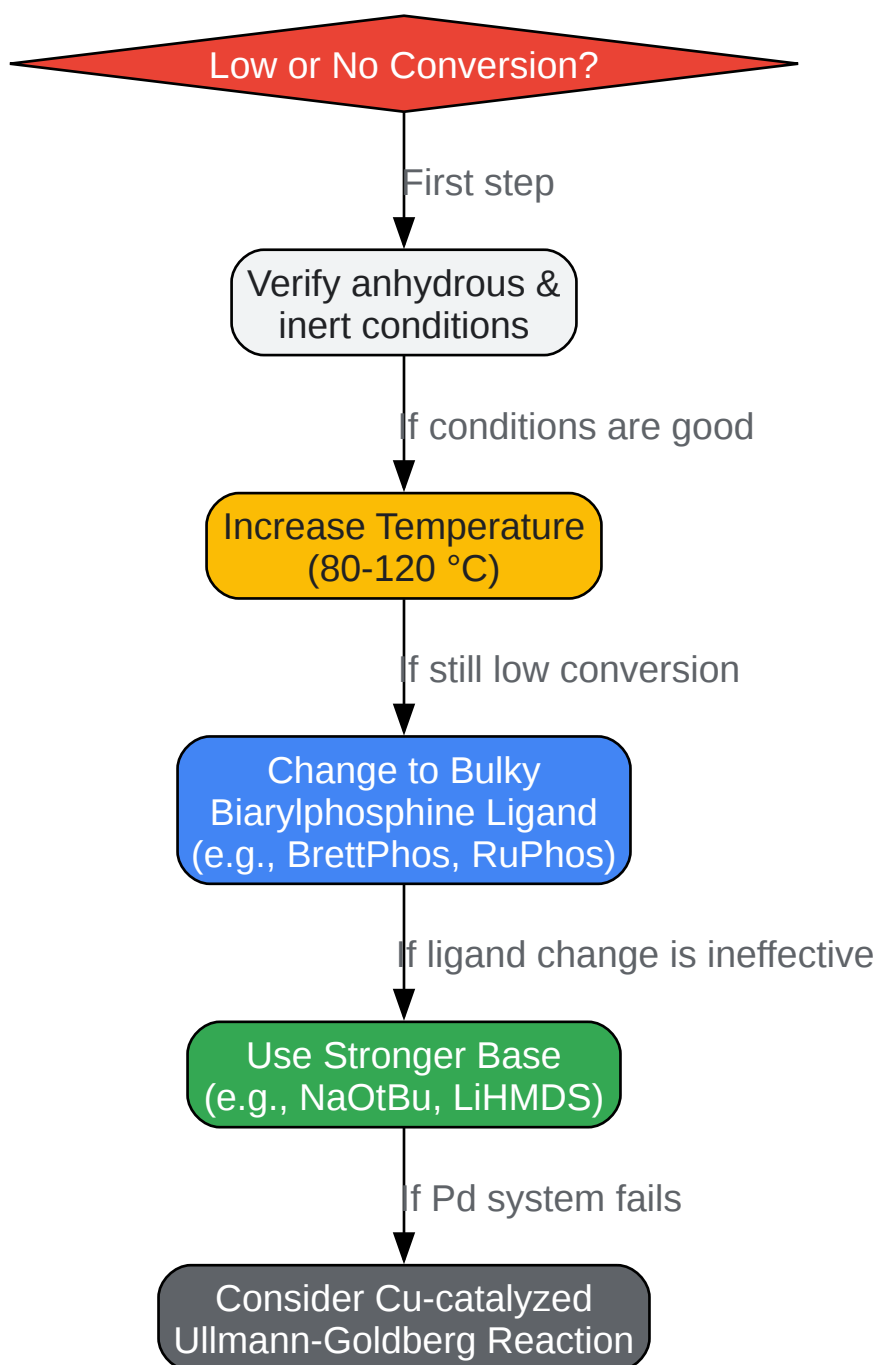 Low or No Conversion?
First step
Verify anhydrous &
inert conditions
If conditions are good
Increase Temperature
(80-120 °C)
If still low conversion
Change to Bulky
Biarylphosphine Ligand
(e.g., BrettPhos, RuPhos)
If ligand change is ineffective
Use Stronger Base
(e.g., NaOtBu, LiHMDS)
If Pd system fails
Consider Cu-catalyzed
Ullmann-Goldberg Reaction